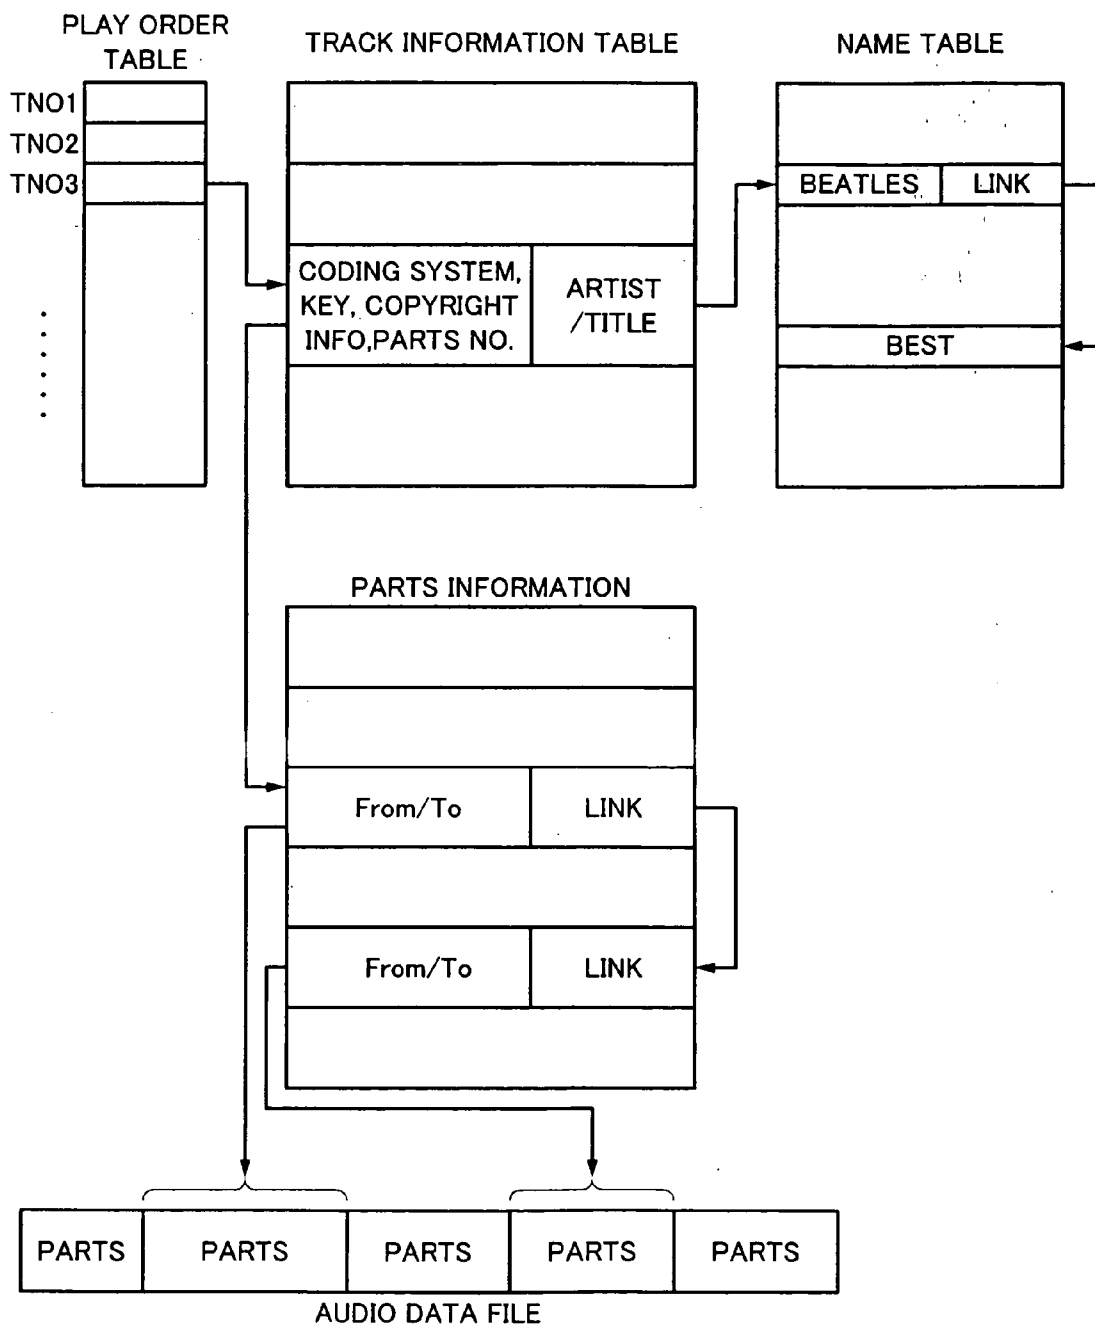 PLAY ORDER
TABLE
TRACK INFORMATION TABLE
NAME TABLE
TNO1
TNO2
TNO3
BEATLES
LINK
CODING SYSTEM,
KEY, COPYRIGHT
INFO,PARTS NO.
ARTIST
/TITLE
BEST
PARTS INFORMATION
From/To
LINK
From/To
LINK
PARTS
PARTS
PARTS
PARTS
PARTS
AUDIO DATA FILE